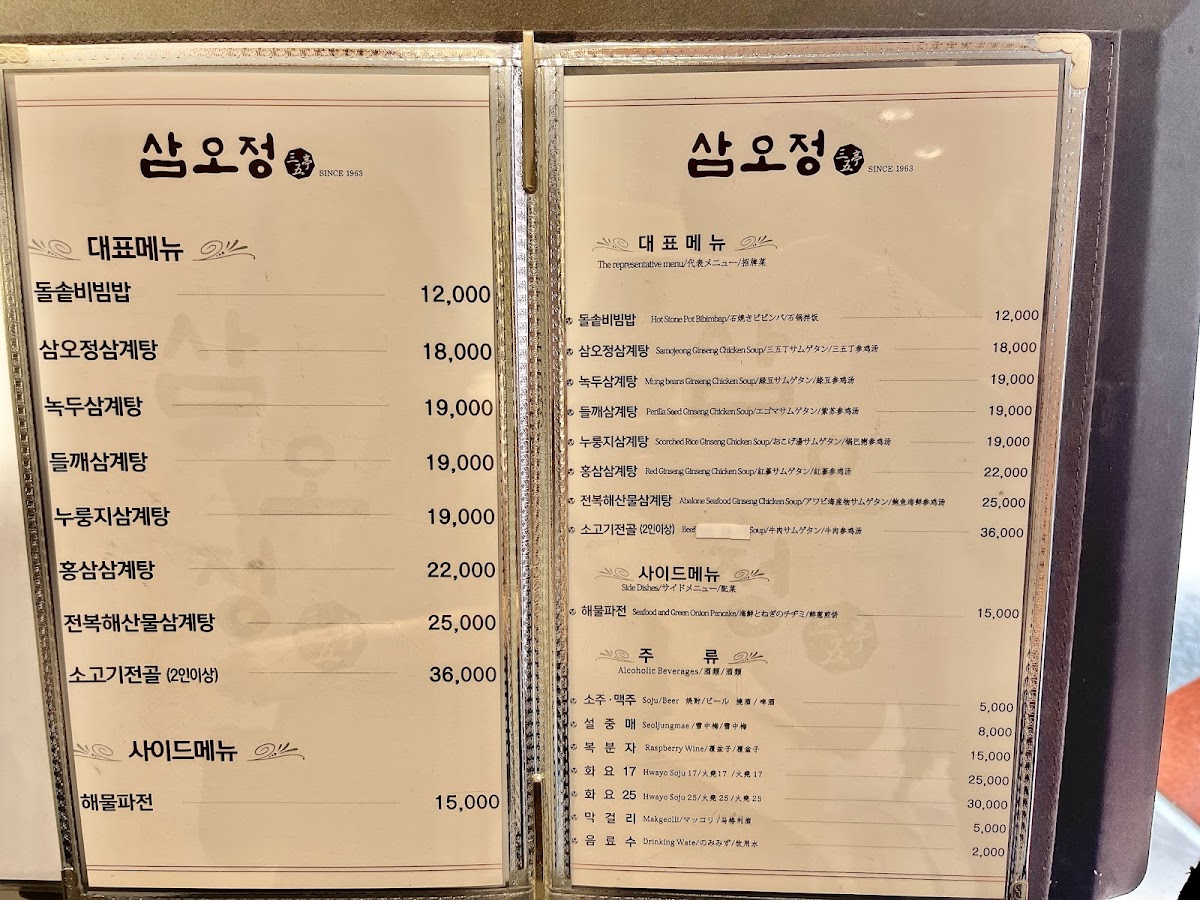 삼오정 三五亭 SINCE 1963
대표메뉴
돌솥비빔밥 12,000
삼오정삼계탕 18,000
녹두삼계탕 19,000
들깨삼계탕 19,000
누룽지삼계탕 19,000
홍삼삼계탕 22,000
전복해산물삼계탕 25,000
소고기전골 (2인이상) 36,000
사이드메뉴
해물파전 15,000
삼오정 三五亭 SINCE 1963
대표메뉴
The representative menu/代表メニュー/招牌菜
돌솥비빔밥 Hot Stone Pot Bibimbap/石焼きビビンバ/石锅拌饭 12,000
삼오정삼계탕 Samojeong Ginseng Chicken Soup/三五丁サムゲタン/三五丁参鸡汤 18,000
녹두삼계탕 Mung beans Ginseng Chicken Soup/緑豆サムゲタン/綠豆参鸡汤 19,000
들깨삼계탕 Perilla Seed Ginseng Chicken Soup/エゴマサムゲタン/紫苏参鸡汤 19,000
누룽지삼계탕 Scorched Rice Ginseng Chicken Soup/おこげ湯サムゲタン/锅巴粥参鸡汤 19,000
홍삼삼계탕 Red Ginseng Ginseng Chicken Soup/紅蔘サムゲタン/紅蔘参鸡汤 22,000
전복해산물삼계탕 Abalone Seafood Ginseng Chicken Soup/アワビ海産物サムゲタン/鲍鱼海鲜参鸡汤 25,000
소고기전골 (2인이상) Beef Soup/牛肉サムゲタン/牛肉参鸡汤 36,000
사이드메뉴
Side Dishes/サイドメニュー/配菜
해물파전 Seafood and Green Onion Pancake/海鮮とねぎのチヂミ/鲜葱煎饼 15,000
주 류
Alcoholic Beverages/酒類/酒類
소주·맥주 Soju/Beer 焼酎/ビール 燒酒/啤酒 5,000
설중매 Seoljungmae/雪中梅/雪中梅 8,000
복분자 Raspberry Wine/覆盆子/覆盆子 15,000
화요 17 Hwayo Soju 17/火堯17/火堯17 25,000
화요 25 Hwayo Soju 25/火堯25/火堯25 30,000
막걸리 Makgeolli/マッコリ/马格利酒 5,000
음료수 Drinking Wate/のみみず/饮用水 2,000